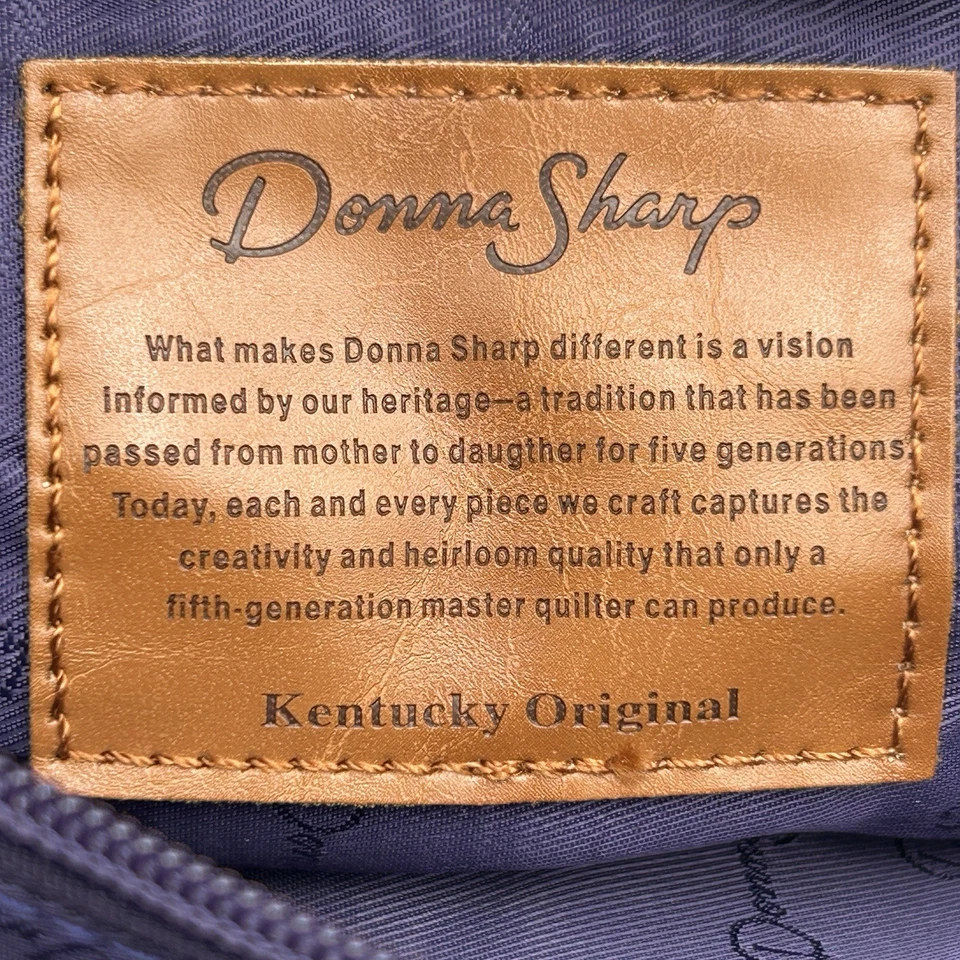 Donna Sharp
What makes Donna Sharp different is a vision
informed by our heritage—a tradition that has been
passed from mother to daugther for five generations.
Today, each and every piece we craft captures the
creativity and heirloom quality that only a
fifth-generation master quilter can produce.
Kentucky Original
Donna